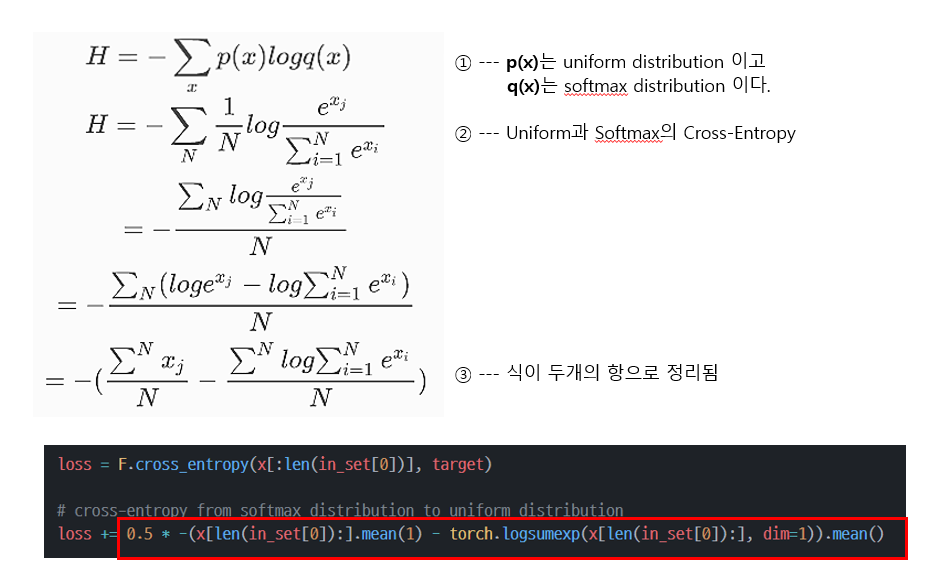 H = -\sum_{x} p(x)logq(x)
① --- p(x)는 uniform distribution 이고
q(x)는 softmax distribution 이다.
H = -\sum_{N} \frac{1}{N} log \frac{e^{x_j}}{\sum_{i=1}^{N} e^{x_i}}
② --- Uniform과 Softmax의 Cross-Entropy
= -\frac{\sum_{N} log \frac{e^{x_j}}{\sum_{i=1}^{N} e^{x_i}}}{N}
= -\frac{\sum_{N} (loge^{x_j} - log\sum_{i=1}^{N} e^{x_i})}{N}
= -(\frac{\sum^{N} x_j}{N} - \frac{\sum^{N} log\sum_{i=1}^{N} e^{x_i}}{N})
③ --- 식이 두개의 항으로 정리됨
loss = F.cross_entropy(x[:len(in_set[0])], target)
# cross-entropy from softmax distribution to uniform distribution
loss += 0.5 * -(x[len(in_set[0]):].mean(1) - torch.logsumexp(x[len(in_set[0]):], dim=1)).mean()